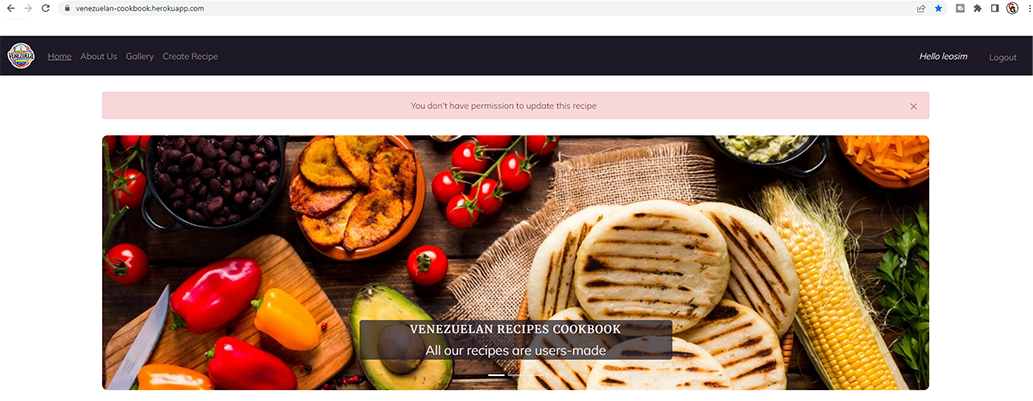 venezuelan-cookbook.herokuapp.com
VENEZUELAN
Home About Us Gallery Create Recipe Hello leosim Logout
You don't have permission to update this recipe
VENEZUELAN RECIPES COOKBOOK
All our recipes are users-made